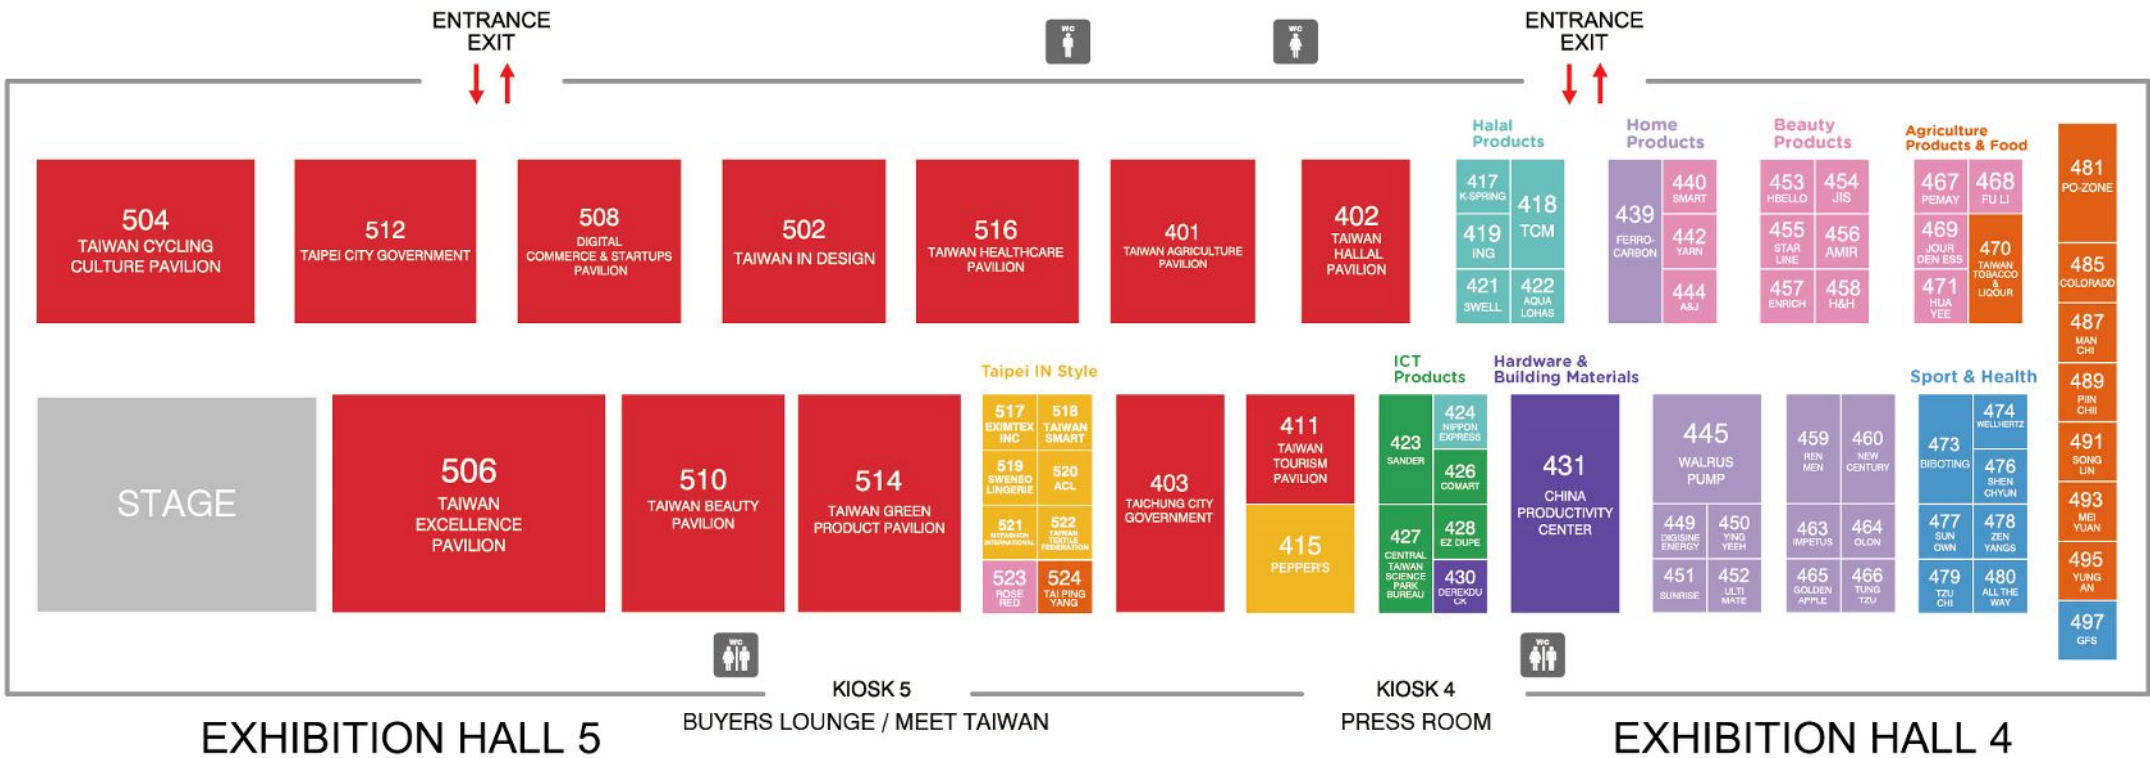 ENTRANCE
EXIT
WC
WC
ENTRANCE
EXIT
504
TAIWAN CYCLING
CULTURE PAVILION
512
TAIPEI CITY GOVERNMENT
508
DIGITAL
COMMERCE & STARTUPS
PAVILION
502
TAIWAN IN DESIGN
516
TAIWAN HEALTHCARE
PAVILION
401
TAIWAN AGRICULTURE
PAVILION
402
TAIWAN
HALLAL
PAVILION
Halal
Products
417
K-SPRING
418
TCM
419
ING
421
3WELL
422
AQUA
LOHAS
Home
Products
439
FERRO-
CARBON
440
SMART
442
YARN
444
A&J
Beauty
Products
453
HBELLO
454
JIS
455
STAR
LINE
456
AMIR
457
ENRICH
458
H&H
Agriculture
Products & Food
467
PEMAY
468
FU LI
469
JOUR
DEN ESS
470
TAIWAN
TOBACCO
&
LIQOUR
471
HUA
YEE
481
PO-ZONE
485
COLORADD
487
MAN
CHI
489
PIIN
CHII
491
SONG
LIN
493
MEI
YUAN
495
YUNG
AN
497
GFS
STAGE
506
TAIWAN
EXCELLENCE
PAVILION
510
TAIWAN BEAUTY
PAVILION
514
TAIWAN GREEN
PRODUCT PAVILION
Taipei IN Style
517
EXIMTEX
INC
518
TAIWAN
SMART
519
SWENEO
LINGERIE
520
ACL
521
INTERNATIONAL
522
TAIWAN
TEXTILE
FEDERATION
523
ROSE
RED
524
TAI PING
YANG
403
TAICHUNG CITY
GOVERNMENT
411
TAIWAN
TOURISM
PAVILION
415
PEPPER'S
ICT
Products
423
SANDER
424
NIPPON
EXPRESS
426
COMART
427
CENTRAL
TAIWAN
SCIENCE
PARK
BUREAU
428
EZ DUPE
430
DEREKDU
CK
Hardware &
Building Materials
431
CHINA
PRODUCTIVITY
CENTER
445
WALRUS
PUMP
449
DIGISINE
ENERGY
450
YING
YEEH
451
SUNRISE
452
ULTI
MATE
459
REN
MEN
460
NEW
CENTURY
463
IMPETUS
464
OLON
465
GOLDEN
APPLE
466
TUNG
TZU
Sport & Health
473
BIBOTING
474
WELLHERTZ
476
SHEN
CHYUN
477
SUN
OWN
478
ZEN
YANGS
479
TZU
CHI
480
ALL THE
WAY
WC
WC
KIOSK 5
BUYERS LOUNGE / MEET TAIWAN
KIOSK 4
PRESS ROOM
EXHIBITION HALL 5
EXHIBITION HALL 4